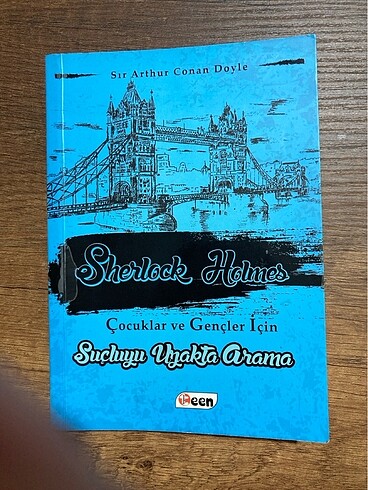 Sır Arthur Conan Doyle
Sherlock Holmes
Çocuklar ve Gençler İçin
Suçluyu Uzakta Arama
teen